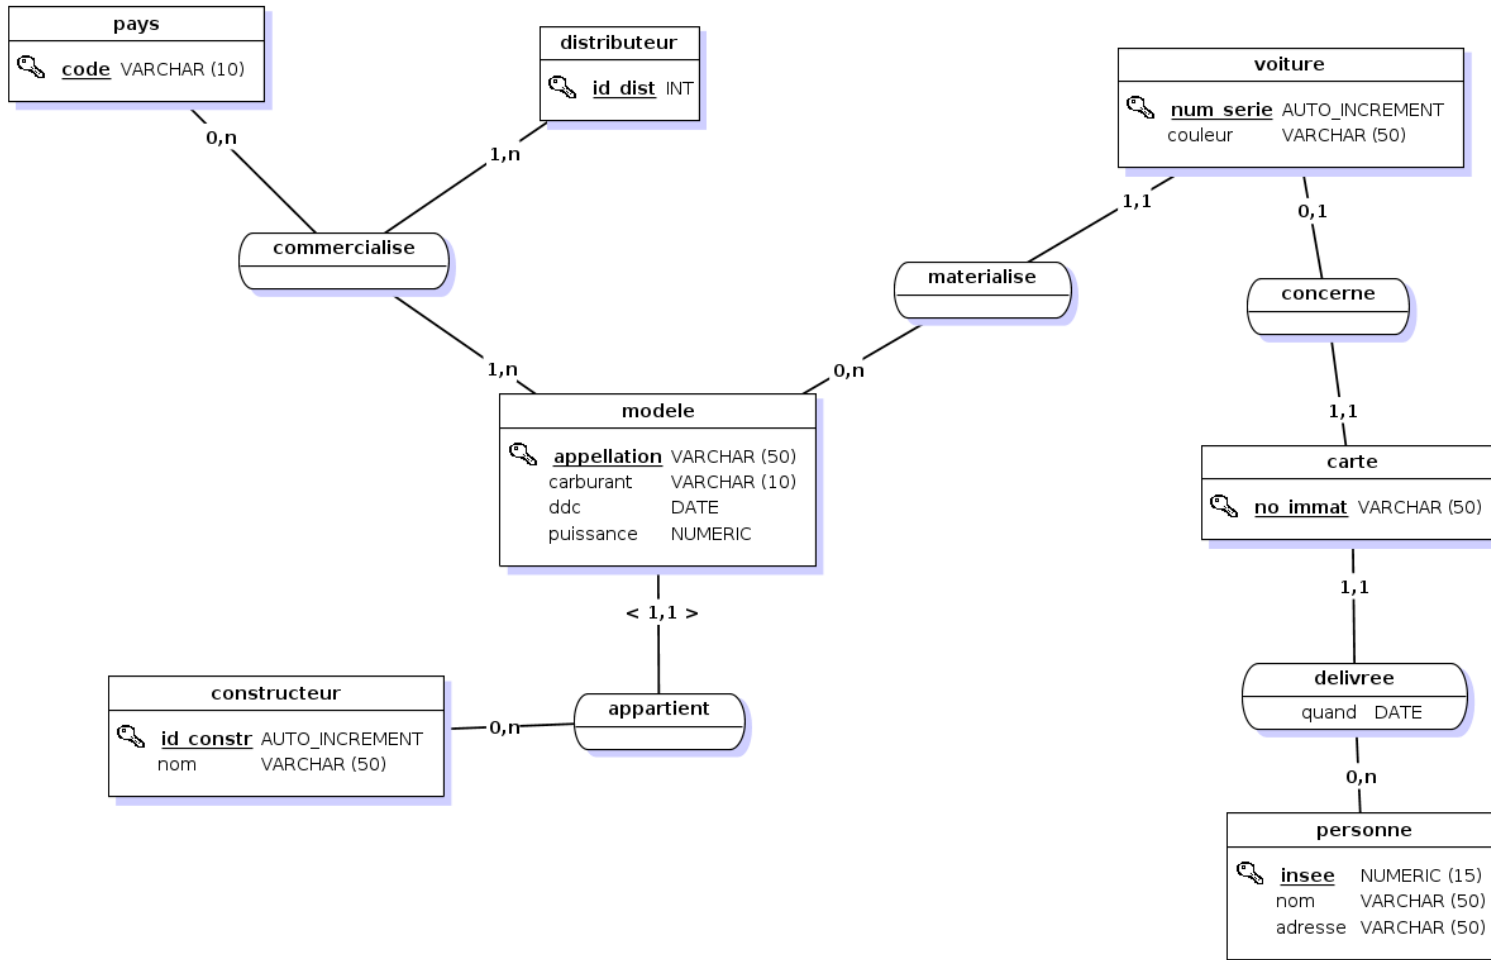 pays
code VARCHAR (10)
distributeur
id_dist INT
voiture
num_serie AUTO_INCREMENT
couleur VARCHAR (50)
0,n
1,n
1,1
0,1
commercialise
materialise
concerne
1,n
0,n
1,1
modele
appellation VARCHAR (50)
carburant VARCHAR (10)
ddc DATE
puissance NUMERIC
carte
no_immat VARCHAR (50)
< 1,1 >
1,1
constructeur
id_constr AUTO_INCREMENT
nom VARCHAR (50)
0,n
appartient
delivree
quand DATE
0,n
personne
insee NUMERIC (15)
nom VARCHAR (50)
adresse VARCHAR (50)